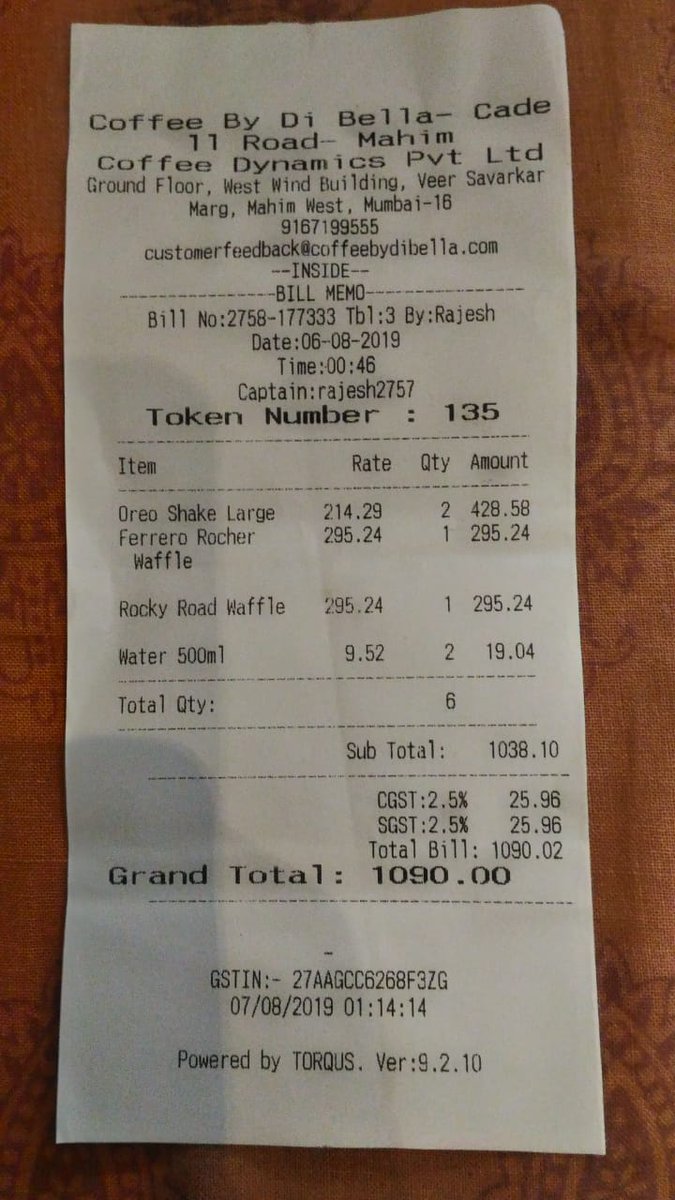 Coffee By Di Bella- Cade
11 Road- Mahim
Coffee Dynamics Pvt Ltd
Ground Floor, West Wind Building, Veer Savarkar
Marg, Mahim West, Mumbai-16
9167199555
customerfeedback@coffeebydibella.com
--INSIDE--
---------------BILL MEMO---------------
Bill No:2758-177333 Tbl:3 By:Rajesh
Date:06-08-2019
Time:00:46
Captain:rajesh2757
Token Number : 135
Item Rate Qty Amount
Oreo Shake Large 214.29 2 428.58
Ferrero Rocher 295.24 1 295.24
Waffle
Rocky Road Waffle 295.24 1 295.24
Water 500ml 9.52 2 19.04
Total Qty: 6
Sub Total: 1038.10
CGST:2.5% 25.96
SGST:2.5% 25.96
Total Bill: 1090.02
Grand Total: 1090.00
-
GSTIN:- 27AAGCC6268F3ZG
07/08/2019 01:14:14
Powered by TORQUS. Ver:9.2.10